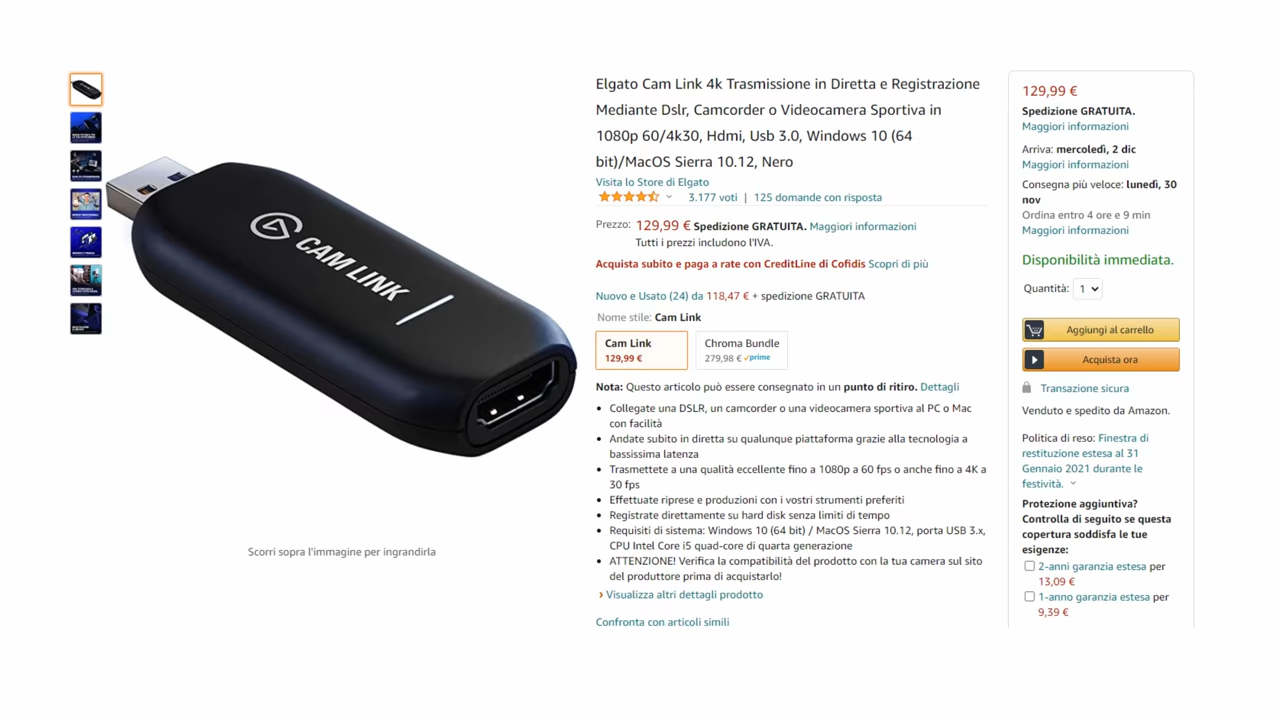 CAM LINK
Scorri sopra l'immagine per ingrandirla
Elgato Cam Link 4k Trasmissione in Diretta e Registrazione
Mediante Dslr, Camcorder o Videocamera Sportiva in
1080p 60/4k30, Hdmi, Usb 3.0, Windows 10 (64
bit)/MacOS Sierra 10.12, Nero
Visita lo Store di Elgato
3.177 voti | 125 domande con risposta
Prezzo: 129,99 € Spedizione GRATUITA. Maggiori informazioni
Tutti i prezzi includono l'IVA.
Acquista subito e paga a rate con CreditLine di Cofidis Scopri di più
Nuovo e Usato (24) da 118,47 € + spedizione GRATUITA
Nome stile: Cam Link
Cam Link
129,99 €
Chroma Bundle
279,98 € prime
Nota: Questo articolo può essere consegnato in un punto di ritiro. Dettagli
Collegate una DSLR, un camcorder o una videocamera sportiva al PC o Mac
con facilità
Andate subito in diretta su qualunque piattaforma grazie alla tecnologia a
bassissima latenza
Trasmettete a una qualità eccellente fino a 1080p a 60 fps o anche fino a 4K a
30 fps
Effettuate riprese e produzioni con i vostri strumenti preferiti
Registrate direttamente su hard disk senza limiti di tempo
Requisiti di sistema: Windows 10 (64 bit) / MacOS Sierra 10.12, porta USB 3.x,
CPU Intel Core i5 quad-core di quarta generazione
ATTENZIONE! Verifica la compatibilità del prodotto con la tua camera sul sito
del produttore prima di acquistarlo!
› Visualizza altri dettagli prodotto
Confronta con articoli simili
129,99 €
Spedizione GRATUITA.
Maggiori informazioni
Arriva: mercoledì, 2 dic
Maggiori informazioni
Consegna più veloce: lunedì, 30
nov
Ordina entro 4 ore e 9 min
Maggiori informazioni
Disponibilità immediata.
Quantità: 1
Aggiungi al carrello
Acquista ora
Transazione sicura
Venduto e spedito da Amazon.
Politica di reso: Finestra di
restituzione estesa al 31
Gennaio 2021 durante le
festività.
Protezione aggiuntiva?
Controlla di seguito se questa
copertura soddisfa le tue
esigenze:
2-anni garanzia estesa per
13,09 €
1-anno garanzia estesa per
9,39 €